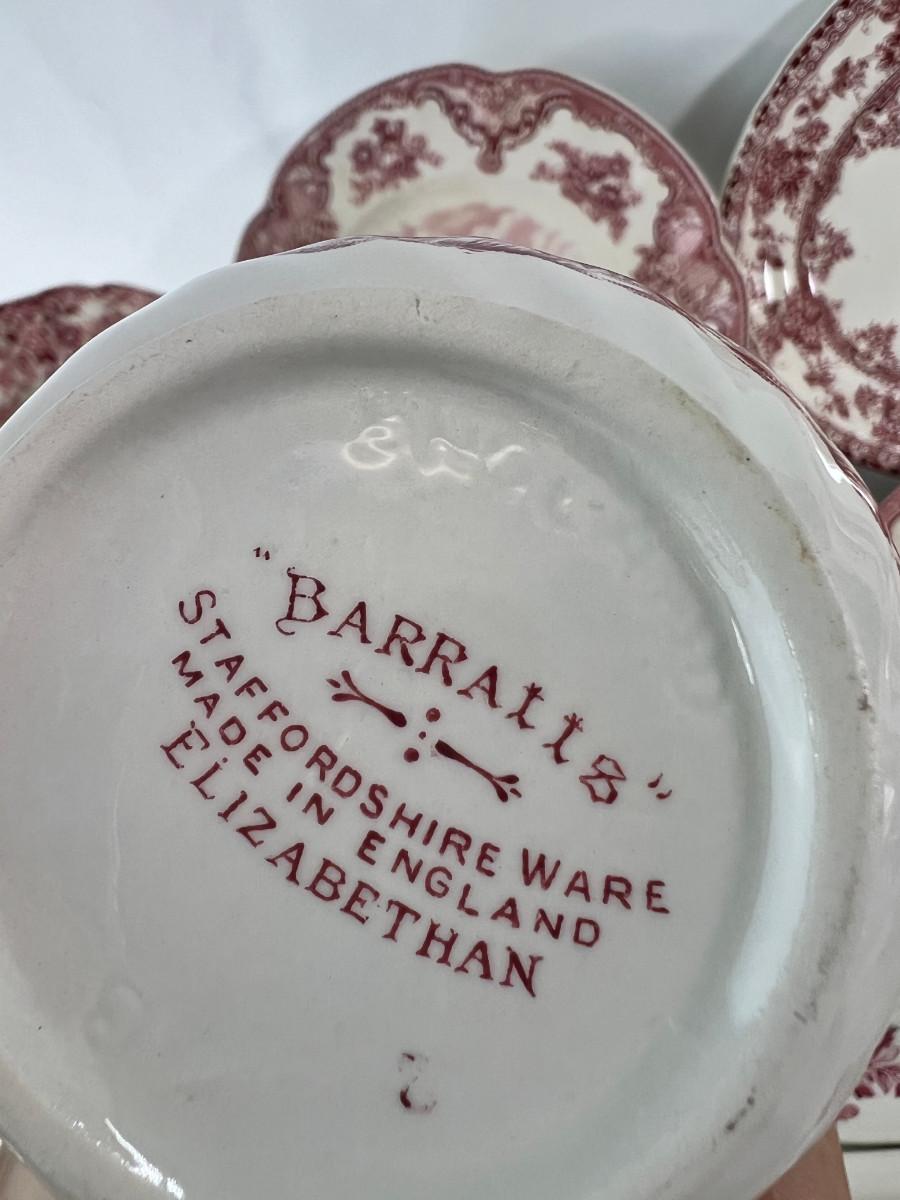 "BARRATTS"
STAFFORDSHIRE WARE
MADE IN ENGLAND
ELIZABETHAN